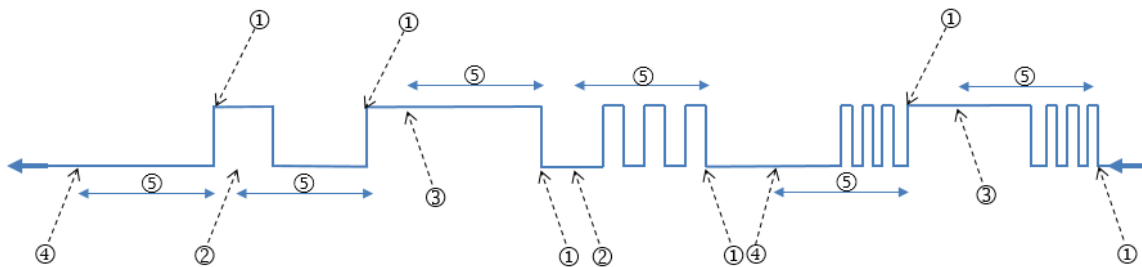 ① ① ①
⑤ ⑤ ⑤
⑤ ⑤ ⑤
③ ③
④ ② ① ② ① ④ ①